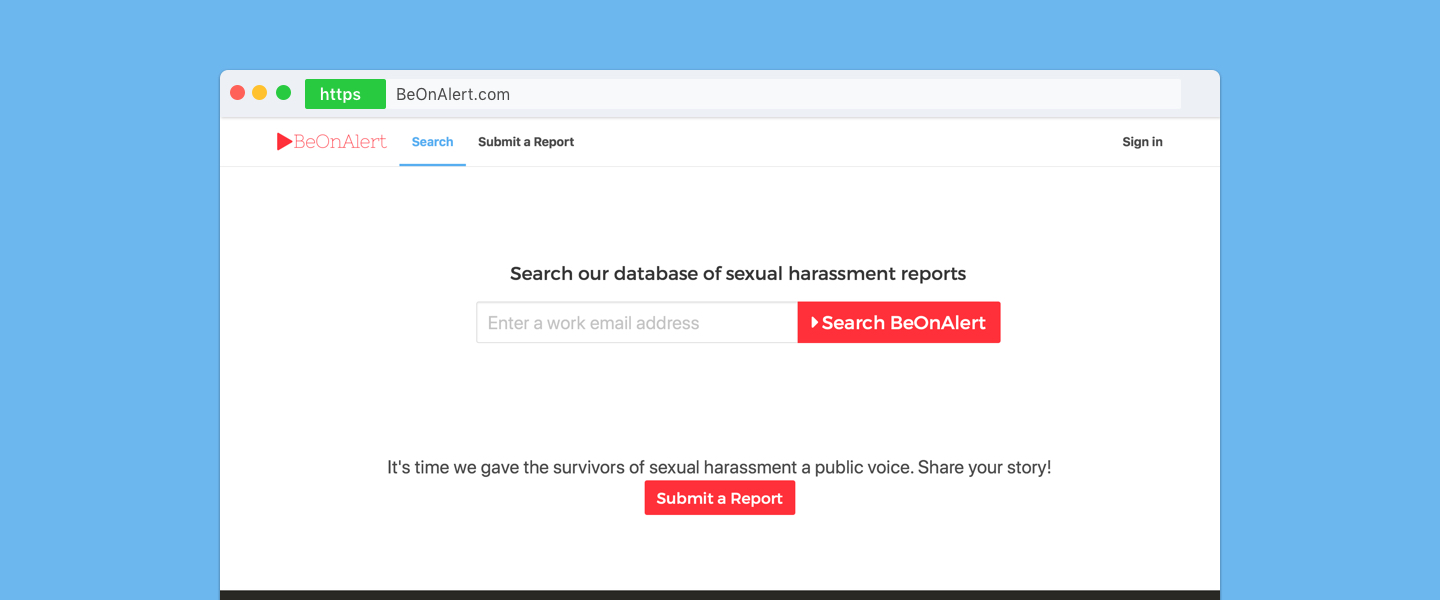 https BeOnAlert.com
BeOnAlert Search Submit a Report Sign in
Search our database of sexual harassment reports
Enter a work email address Search BeOnAlert
It's time we gave the survivors of sexual harassment a public voice. Share your story!
Submit a Report